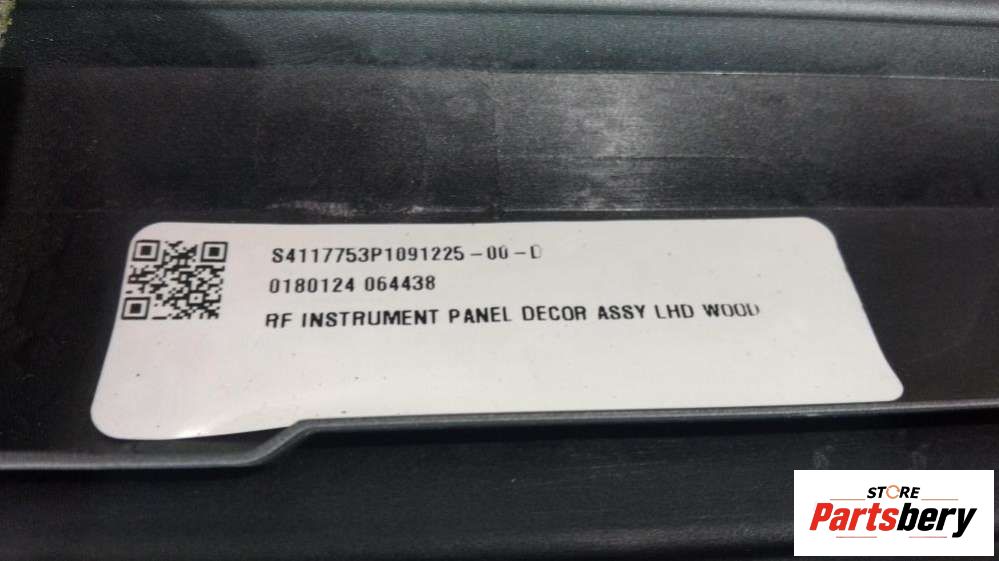 S4117753P1091225-00-D
0180124 064438
RF INSTRUMENT PANEL DECOR ASSY LHD WOOD
STORE
Partsbery